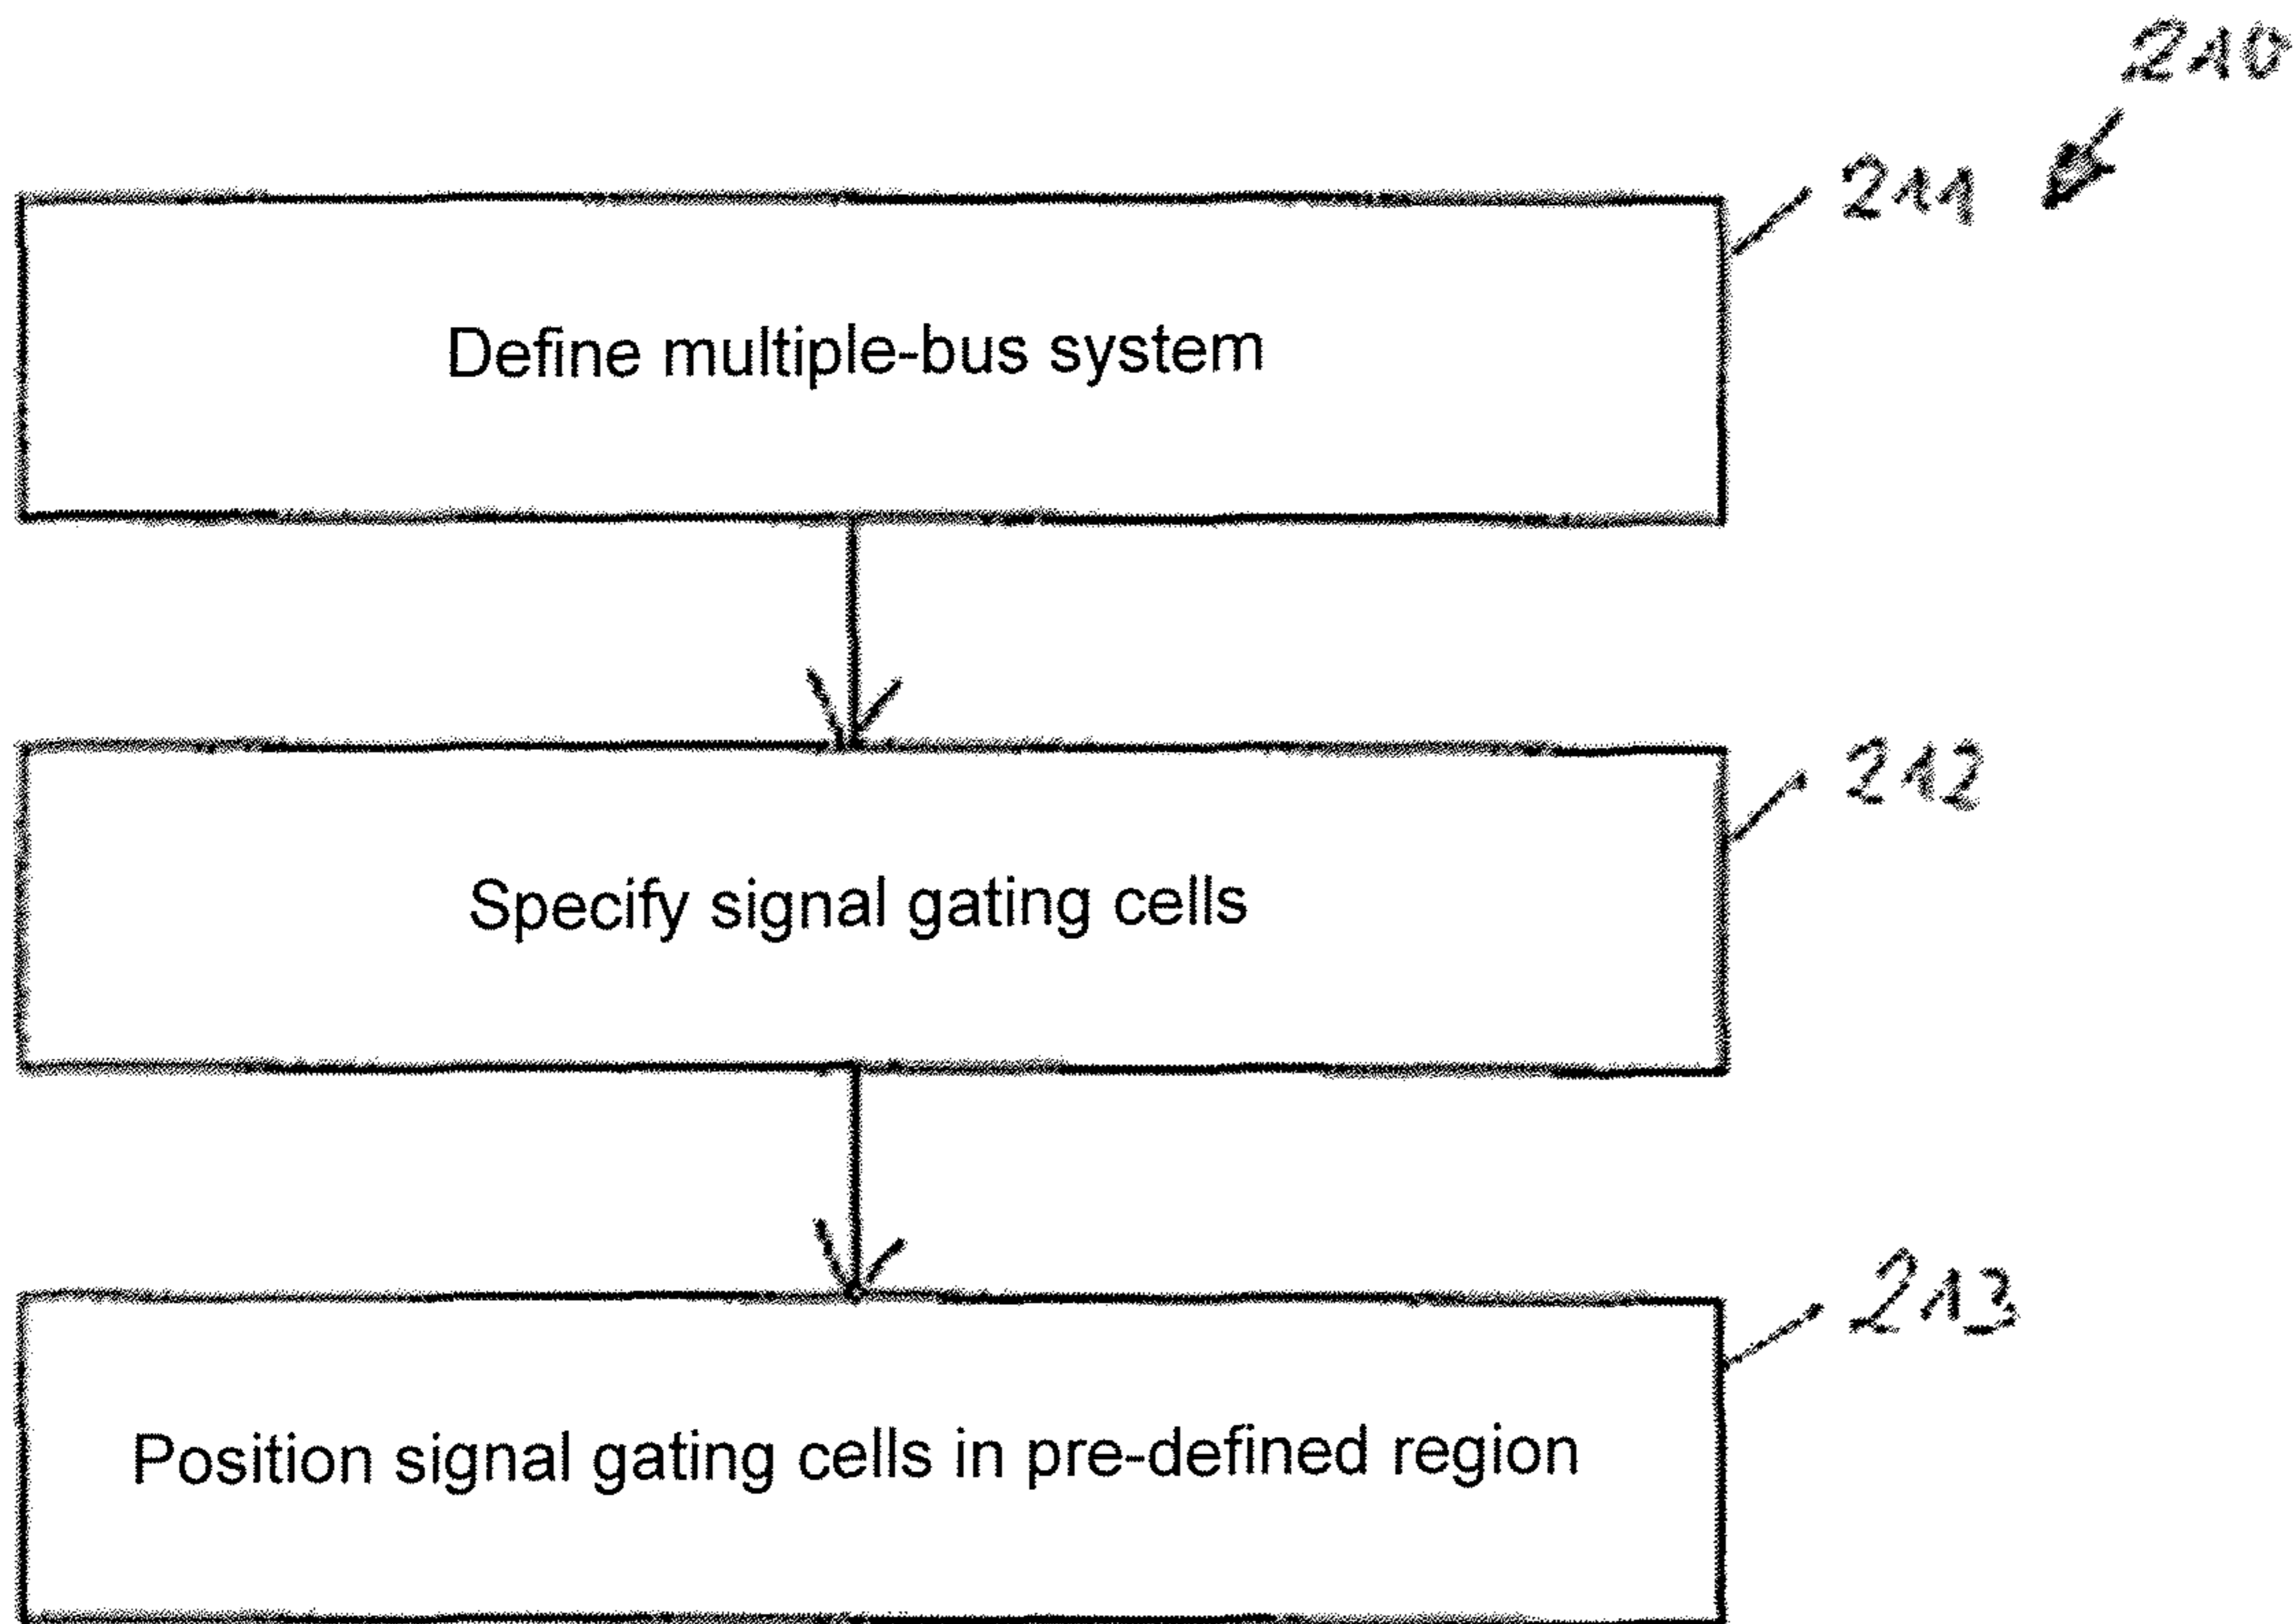 210
211
Define multiple-bus system
212
Specify signal gating cells
213
Position signal gating cells in pre-defined region